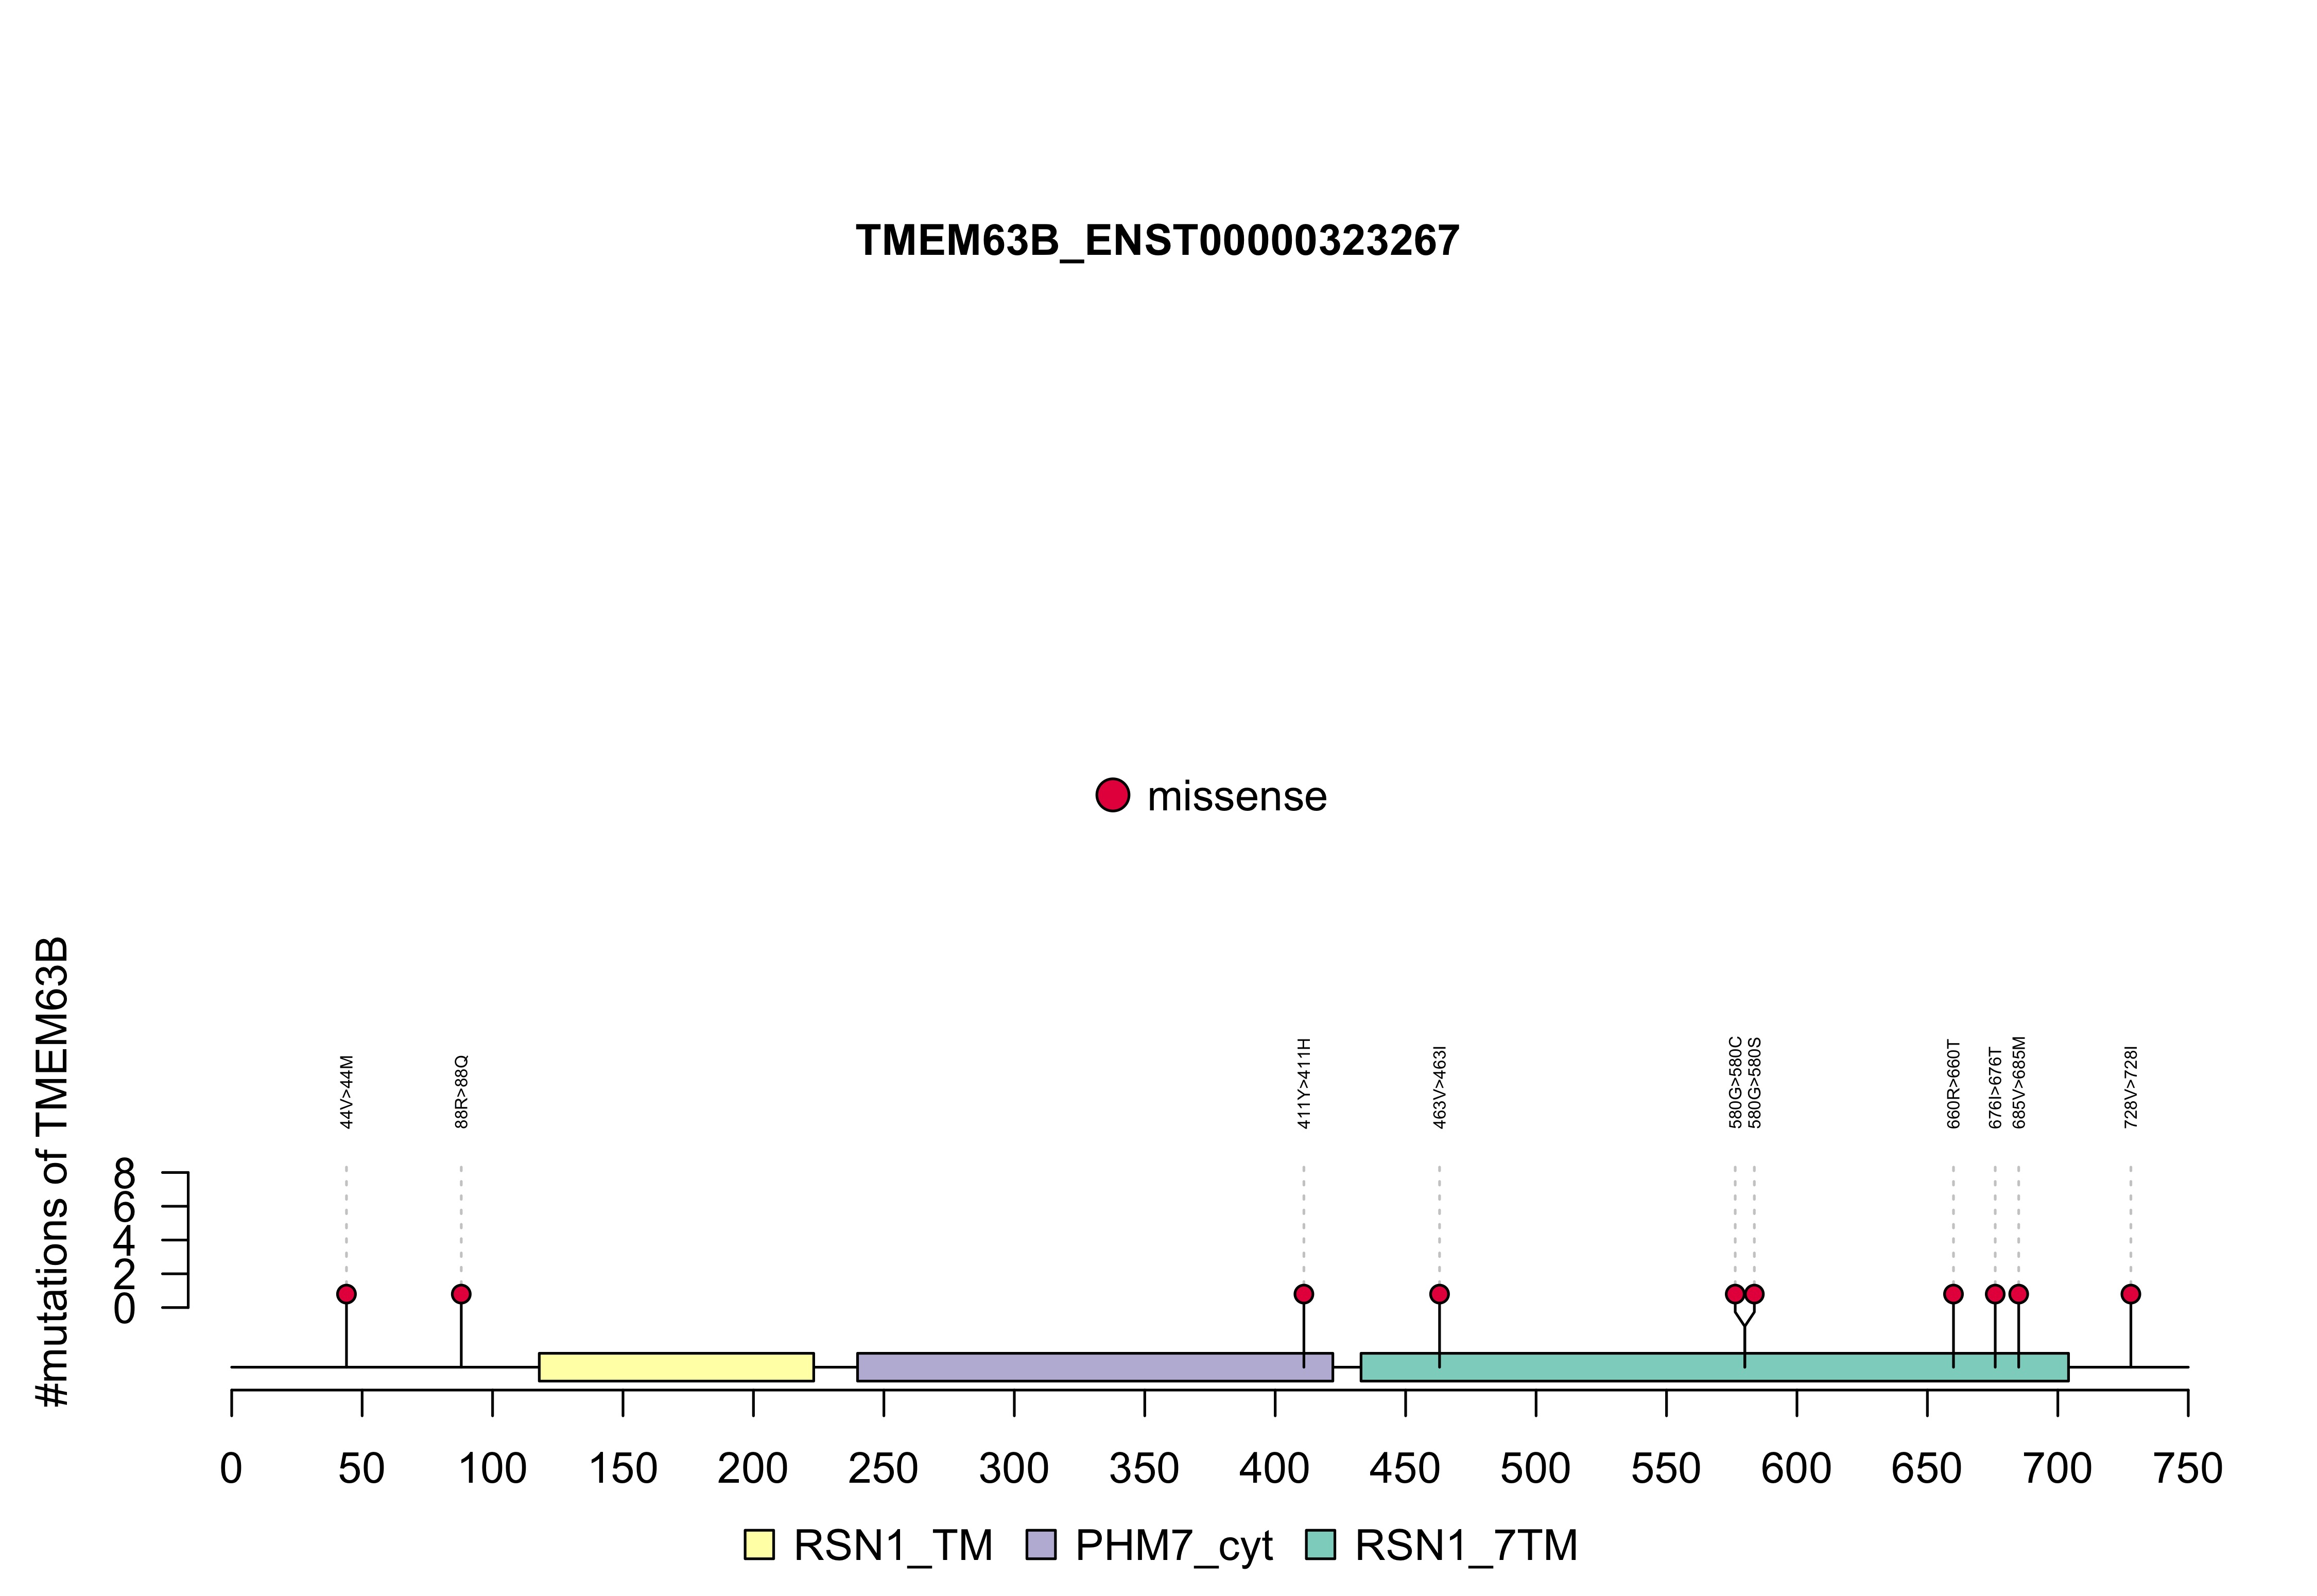 TMEM63B_ENST00000323267
missense
#mutations of TMEM63B
44V>44M
88R>88Q
411Y>411H
463V>463I
580G>580C
580G>580S
660R>660T
676I>676T
685V>685M
728V>728I
8
6
4
2
0
0 50 100 150 200 250 300 350 400 450 500 550 600 650 700 750
RSN1_TM PHM7_cyt RSN1_7TM